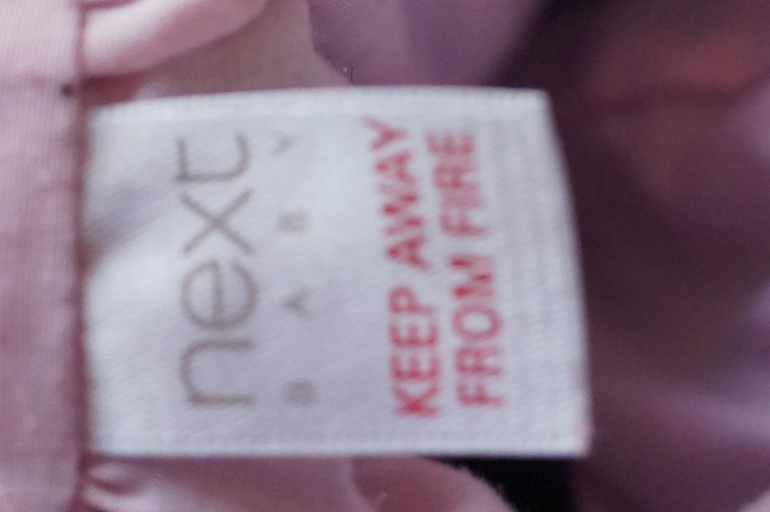 next
BABY
KEEP AWAY
FROM FIRE